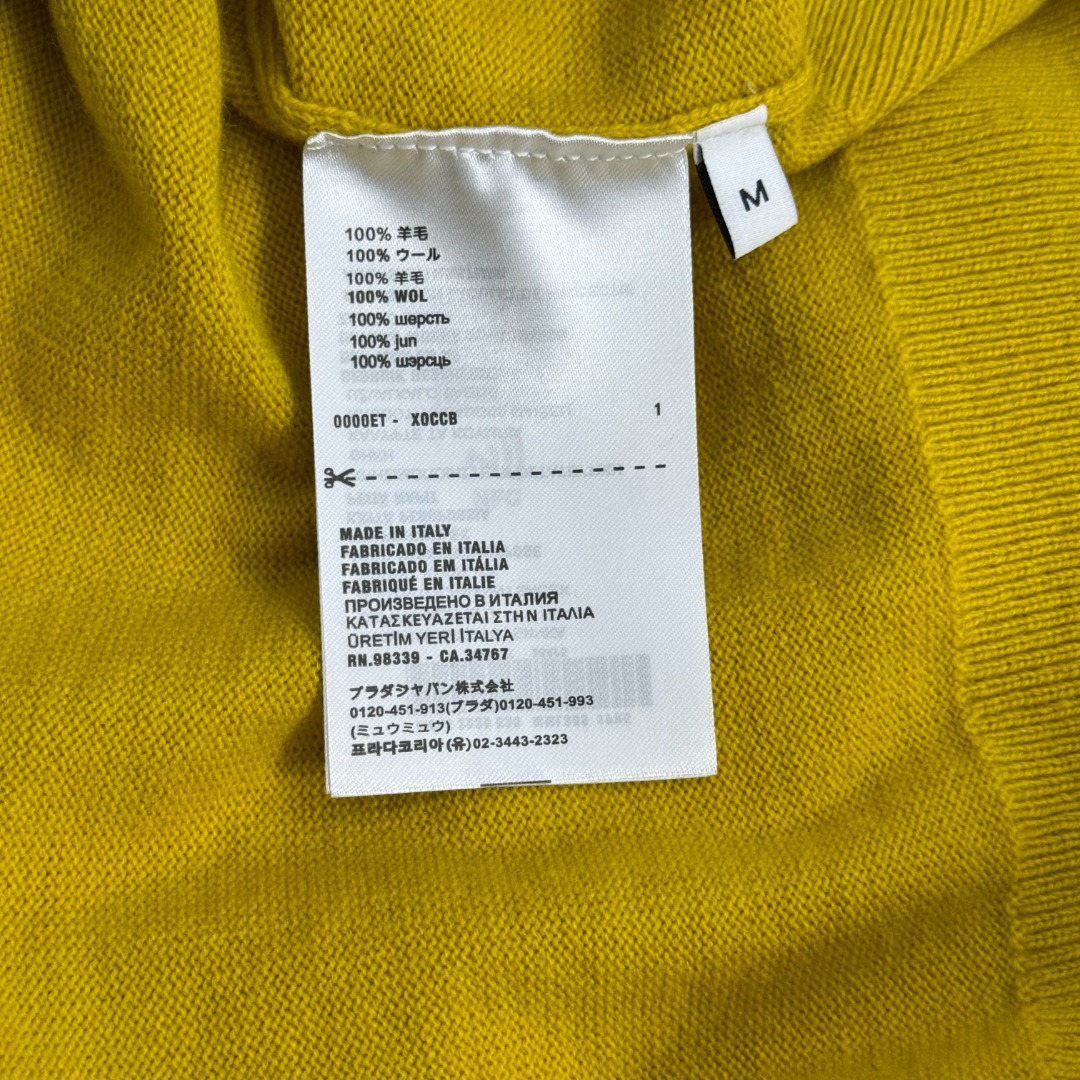 100% 羊毛
100% ウール
100% 羊毛
100% WOL
100% шерсть
100% jun
100% шэрсць
0000ET - X0CCB 1
MADE IN ITALY
FABRICADO EN ITALIA
FABRICADO EM ITÁLIA
FABRIQUÉ EN ITALIE
ПРОИЗВЕДЕНО В ИТАЛИЯ
ΚΑΤΑΣΚΕΥΑΖΕΤΑΙ ΣΤΗΝ ΙΤΑΛΙΑ
ÜRETİM YERİ İTALYA
RN.98339 - CA.34767
プラダジャパン株式会社
0120-451-913(プラダ)0120-451-993
(ミュウミュウ)
프라다코리아(유)02-3443-2323
M